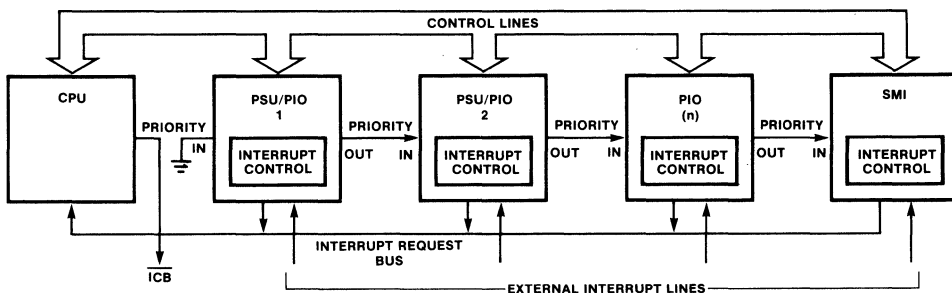 CONTROL LINES
CPU
PSU/PIO
1
PSU/PIO
2
PIO
(n)
SMI
PRIORITY
IN
PRIORITY
OUT IN
PRIORITY
OUT IN
PRIORITY
OUT IN
INTERRUPT
CONTROL
INTERRUPT
CONTROL
INTERRUPT
CONTROL
INTERRUPT
CONTROL
INTERRUPT REQUEST
BUS
ICB
EXTERNAL INTERRUPT LINES